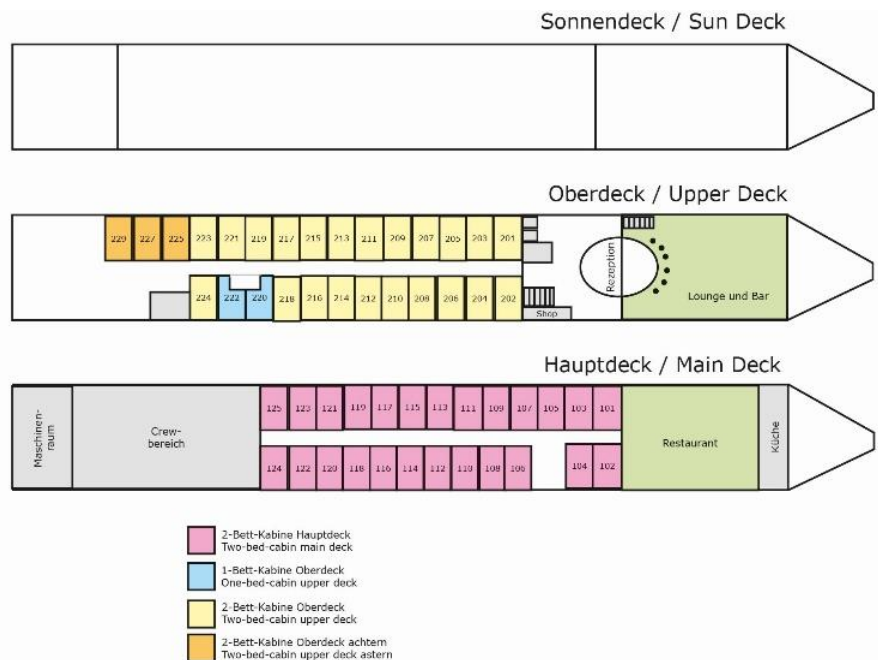 Sonnendeck / Sun Deck
Oberdeck / Upper Deck
229 227 225 223 221 219 217 215 213 211 209 207 205 203 201
Rezeption
Lounge und Bar
224 222 220 218 216 214 212 210 208 206 204 202
Shop
Hauptdeck / Main Deck
Maschinen-
raum
Crew-
bereich
125 123 121 119 117 115 113 111 109 107 105 103 101
Restaurant
Küche
124 122 120 118 116 114 112 110 108 106 104 102
2-Bett-Kabine Hauptdeck
Two-bed-cabin main deck
1-Bett-Kabine Oberdeck
One-bed-cabin upper deck
2-Bett-Kabine Oberdeck
Two-bed-cabin upper deck
2-Bett-Kabine Oberdeck achtern
Two-bed-cabin upper deck astern